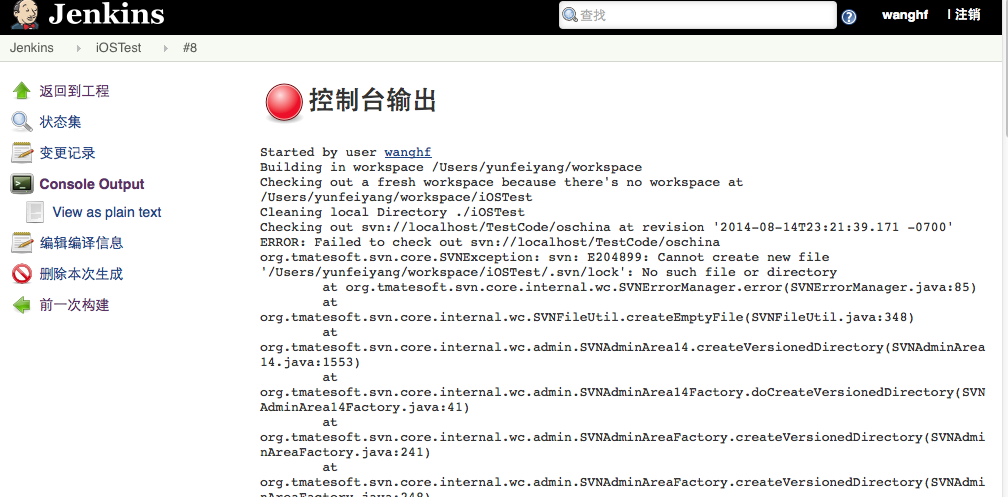 Jenkins
查找
wanghf
注销
Jenkins
iOSTest
#8
返回到工程
状态集
变更记录
Console Output
View as plain text
编辑编译信息
删除本次生成
前一次构建
控制台输出
Started by user wanghf
Building in workspace /Users/yunfeiyang/workspace
Checking out a fresh workspace because there's no workspace at
/Users/yunfeiyang/workspace/iOSTest
Cleaning local Directory ./iOSTest
Checking out svn://localhost/TestCode/oschina at revision '2014-08-14T23:21:39.171 -0700'
ERROR: Failed to check out svn://localhost/TestCode/oschina
org.tmatesoft.svn.core.SVNException: svn: E204899: Cannot create new file
'/Users/yunfeiyang/workspace/iOSTest/.svn/lock': No such file or directory
at org.tmatesoft.svn.core.internal.wc.SVNErrorManager.error(SVNErrorManager.java:85)
at
org.tmatesoft.svn.core.internal.wc.SVNFileUtil.createEmptyFile(SVNFileUtil.java:348)
at
org.tmatesoft.svn.core.internal.wc.admin.SVNAdminArea14.createVersionedDirectory(SVNAdminArea
14.java:1553)
at
org.tmatesoft.svn.core.internal.wc.admin.SVNAdminArea14Factory.doCreateVersionedDirectory(SVN
AdminArea14Factory.java:41)
at
org.tmatesoft.svn.core.internal.wc.admin.SVNAdminAreaFactory.createVersionedDirectory(SVNAdmi
nAreaFactory.java:241)
at
org.tmatesoft.svn.core.internal.wc.admin.SVNAdminAreaFactory.createVersionedDirectory(SVNAdmi
nAreaFactory.java:248)